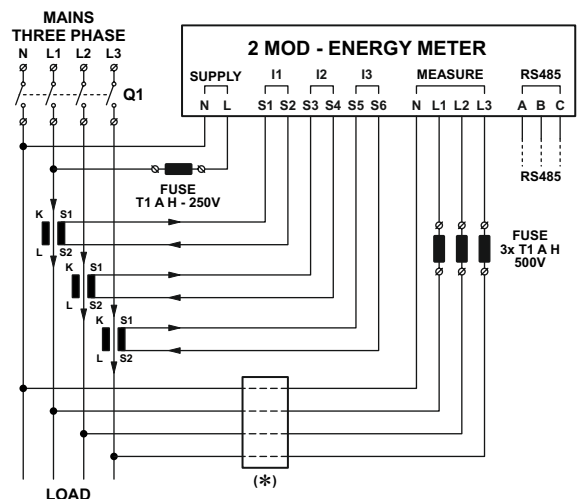 MAINS
THREE PHASE
N L1 L2 L3
Q1
2 MOD - ENERGY METER
SUPPLY I1 I2 I3 MEASURE RS485
N L S1 S2 S3 S4 S5 S6 N L1 L2 L3 A B C
RS485
FUSE
T1 A H - 250V
K S1
L S2
FUSE
3x T1 A H
500V
K S1
L S2
K S1
L S2
(*)
LOAD